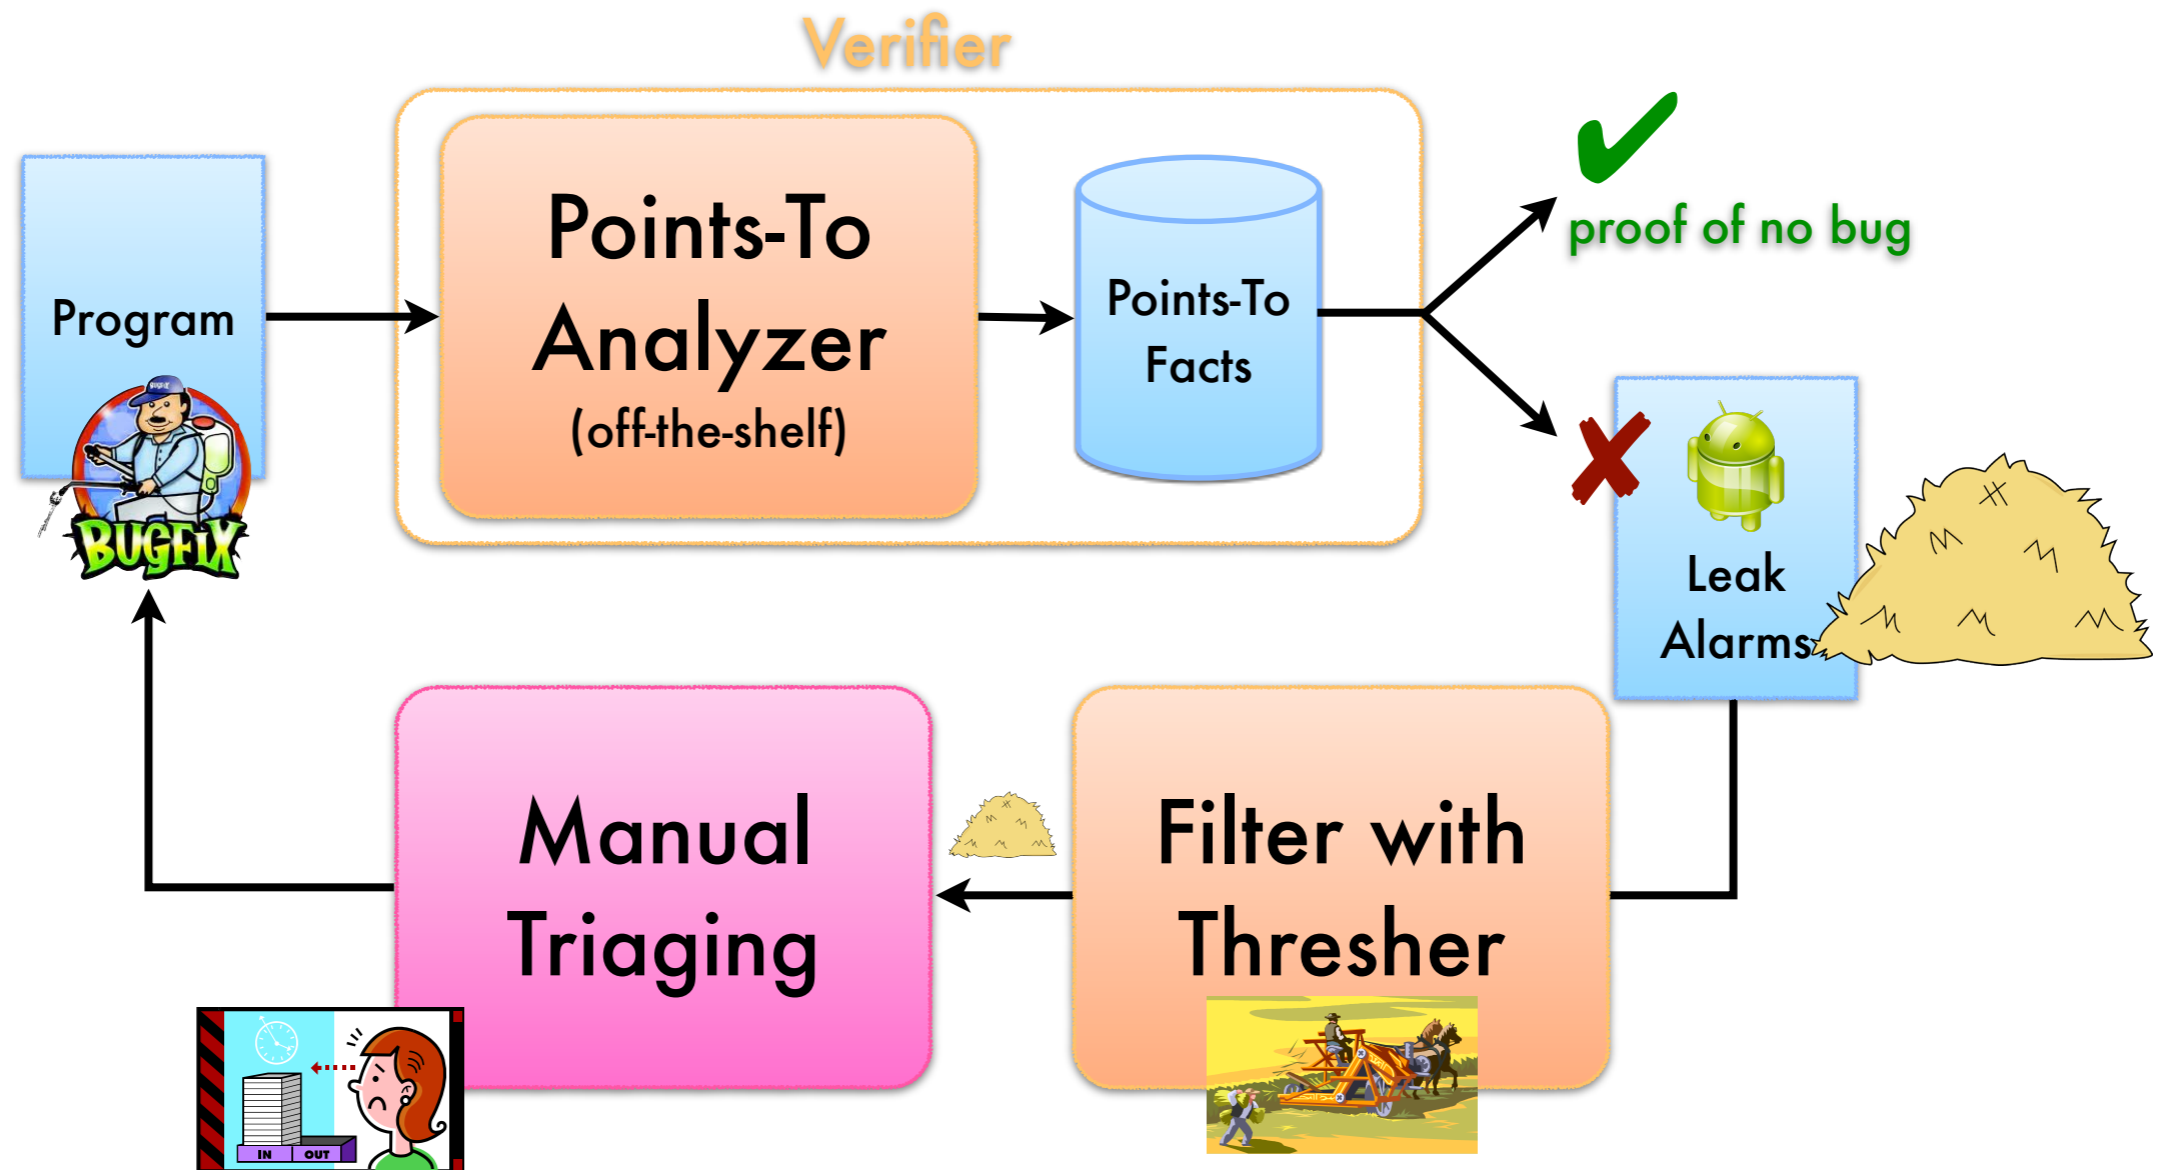 Verifier
Program
BUGFIX
BUGFIX
Points-To
Analyzer
(off-the-shelf)
Points-To
Facts
proof of no bug
Leak
Alarms
Manual
Triaging
Filter with
Thresher
IN OUT